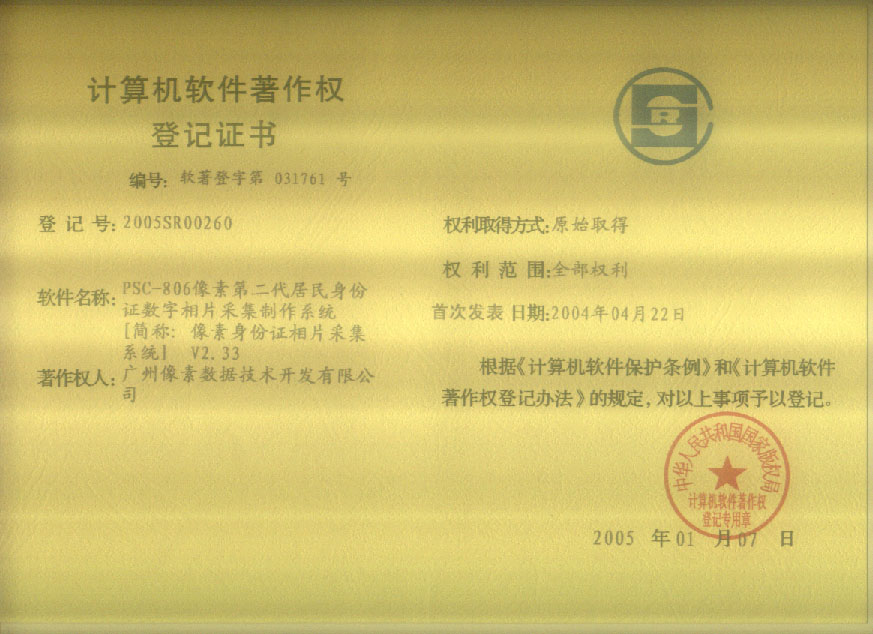 计算机软件著作权
登记证书
编号: 软著登字第 031761 号
登 记 号: 2005SR00260
软件名称: PSC-806像素第二代居民身份
证数字相片采集制作系统
[简称: 像素身份证相片采集
系统] V2.33
著作权人: 广州像素数据技术开发有限公
司
SR
权利取得方式: 原始取得
权 利 范 围: 全部权利
首次发表 日期: 2004年04月22日
根据《计算机软件保护条例》和《计算机软件
著作权登记办法》的规定, 对以上事项予以登记。
中华人民共和国国家版权局
计算机软件著作权
登记专用章
2005 年 01 月 07 日